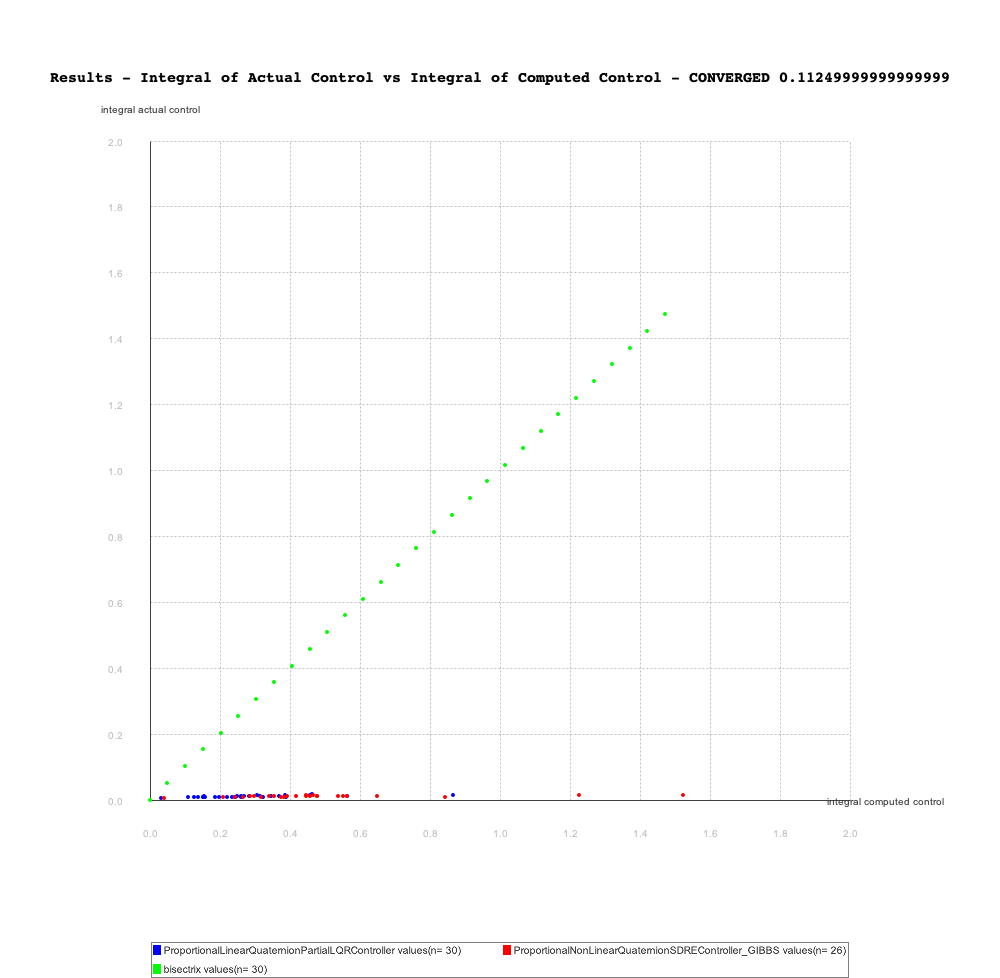 Results - Integral of Actual Control vs Integral of Computed Control - CONVERGED 0.11249999999999999
integral actual control
2.0
1.8
1.6
1.4
1.2
1.0
0.8
0.6
0.4
0.2
0.0
integral computed control
0.0 0.2 0.4 0.6 0.8 1.0 1.2 1.4 1.6 1.8 2.0
ProportionalLinearQuaternionPartialLQRController values(n= 30) ProportionalNonLinearQuaternionSDREController_GIBBS values(n= 26)
bisectrix values(n= 30)